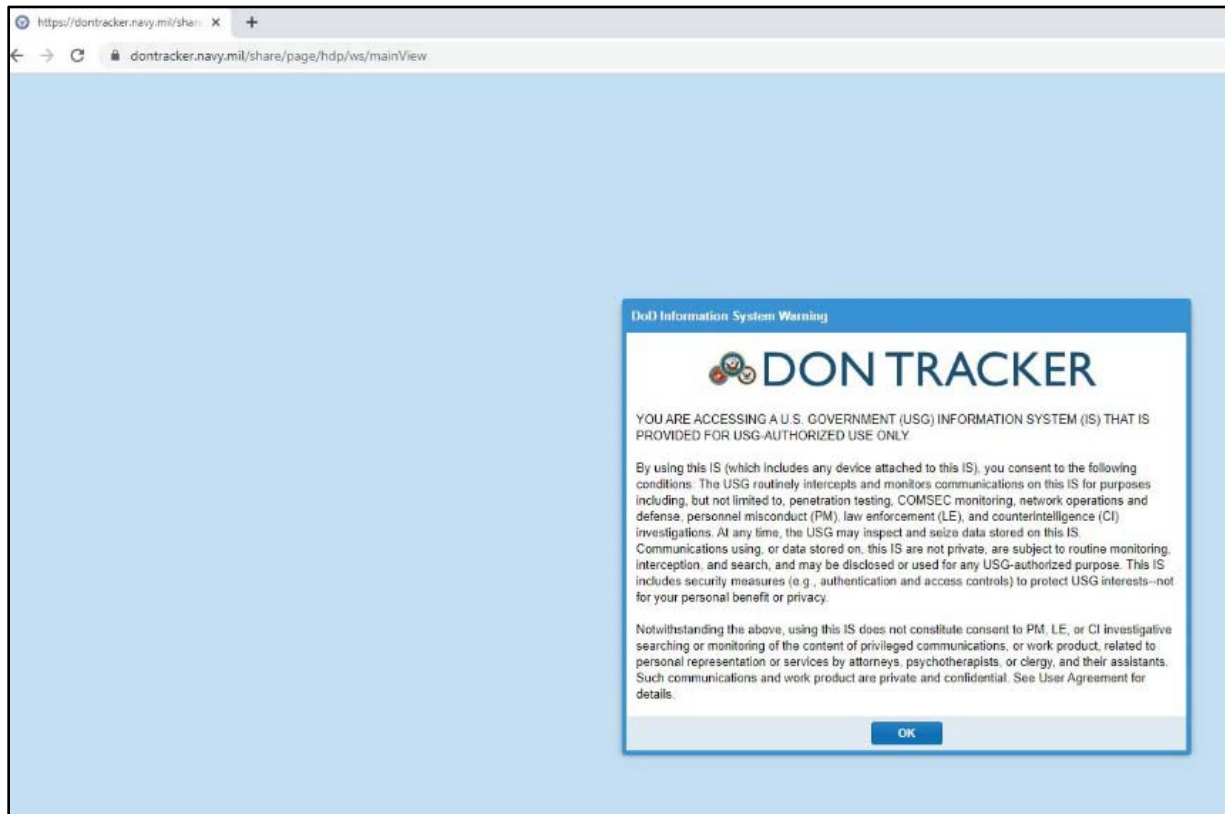 https://dontracker.navy.mil/shar
dontracker.navy.mil/share/page/hdp/ws/mainView
DoD Information System Warning
DON TRACKER
YOU ARE ACCESSING A U.S. GOVERNMENT (USG) INFORMATION SYSTEM (IS) THAT IS
PROVIDED FOR USG-AUTHORIZED USE ONLY.
By using this IS (which includes any device attached to this IS), you consent to the following
conditions: The USG routinely intercepts and monitors communications on this IS for purposes
including, but not limited to, penetration testing, COMSEC monitoring, network operations and
defense, personnel misconduct (PM), law enforcement (LE), and counterintelligence (CI)
investigations. At any time, the USG may inspect and seize data stored on this IS.
Communications using, or data stored on, this IS are not private, are subject to routine monitoring,
interception, and search, and may be disclosed or used for any USG-authorized purpose. This IS
includes security measures (e.g., authentication and access controls) to protect USG interests--not
for your personal benefit or privacy.
Notwithstanding the above, using this IS does not constitute consent to PM, LE, or CI investigative
searching or monitoring of the content of privileged communications, or work product, related to
personal representation or services by attorneys, psychotherapists, or clergy, and their assistants.
Such communications and work product are private and confidential. See User Agreement for
details.
OK